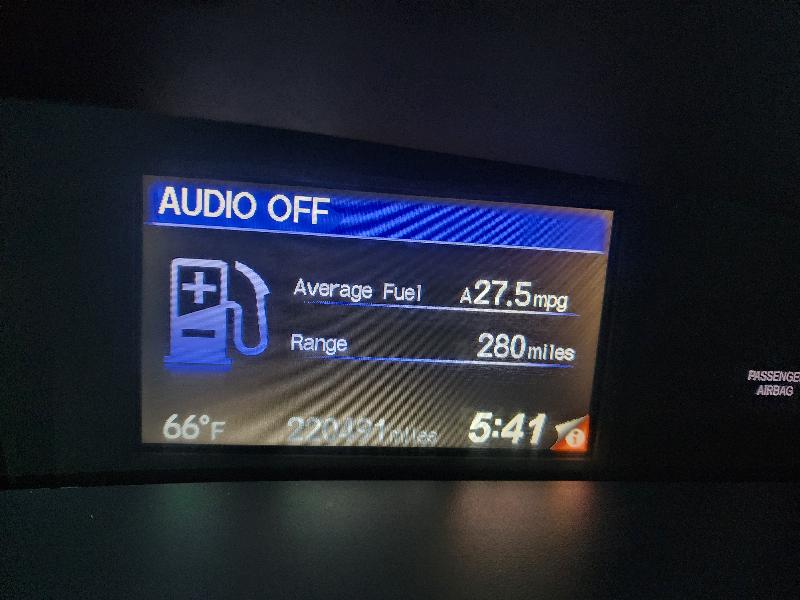 AUDIO OFF
Average Fuel A27.5mpg
Range 280miles
66°F 220491miles 5:41
PASSENGER
AIRBAG